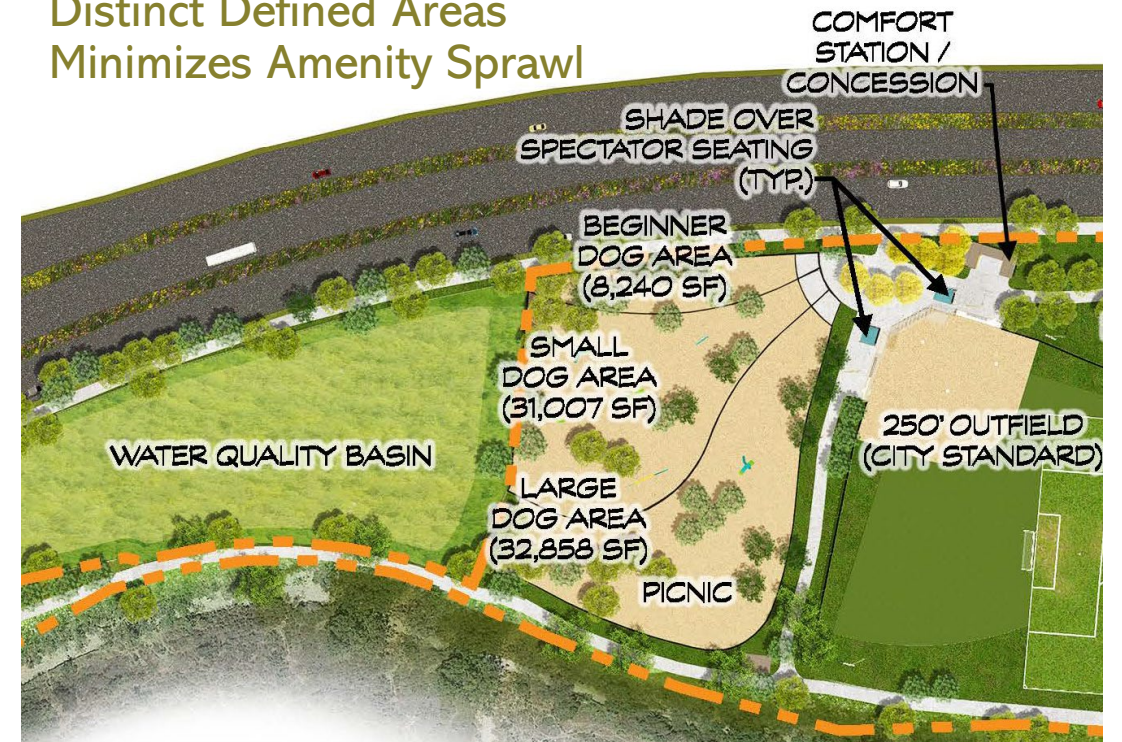 Distinct Defined Areas
Minimizes Amenity Sprawl
COMFORT
STATION /
CONCESSION
SHADE OVER
SPECTATOR SEATING
(TYP.)
BEGINNER
DOG AREA
(8,240 SF)
SMALL
DOG AREA
(31,007 SF)
250' OUTFIELD
(CITY STANDARD)
WATER QUALITY BASIN
LARGE
DOG AREA
(32,858 SF)
PICNIC